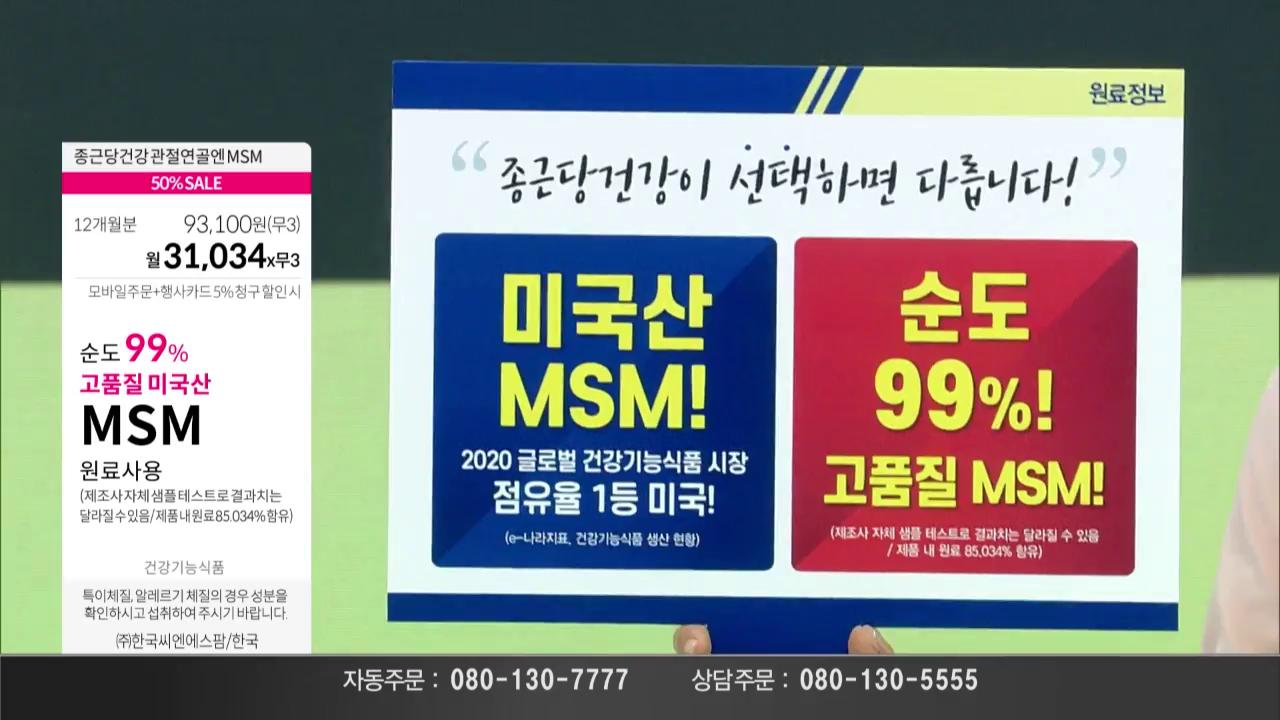 종근당건강 관절연골엔 MSM
50% SALE
12개월분 93,100원(무3)
월 31,034x무3
모바일주문+행사카드 5% 청구할인 시
순도 99%
고품질 미국산
MSM
원료사용
(제조사 자체 샘플 테스트로 결과치는
달라질 수 있음/제품 내 원료 85.034% 함유)
건강기능식품
특이체질, 알레르기 체질의 경우 성분을
확인하시고 섭취하여 주시기 바랍니다.
㈜한국씨엔에스팜/한국
원료정보
“종근당건강이 선택하면 다릅니다!”
미국산
MSM!
2020 글로벌 건강기능식품 시장
점유율 1등 미국!
(e-나라지표, 건강기능식품 생산 현황)
순도
99%!
고품질 MSM!
(제조사 자체 샘플 테스트로 결과치는 달라질 수 있음
/ 제품 내 원료 85.034% 함유)
자동주문 : 080-130-7777 상담주문 : 080-130-5555